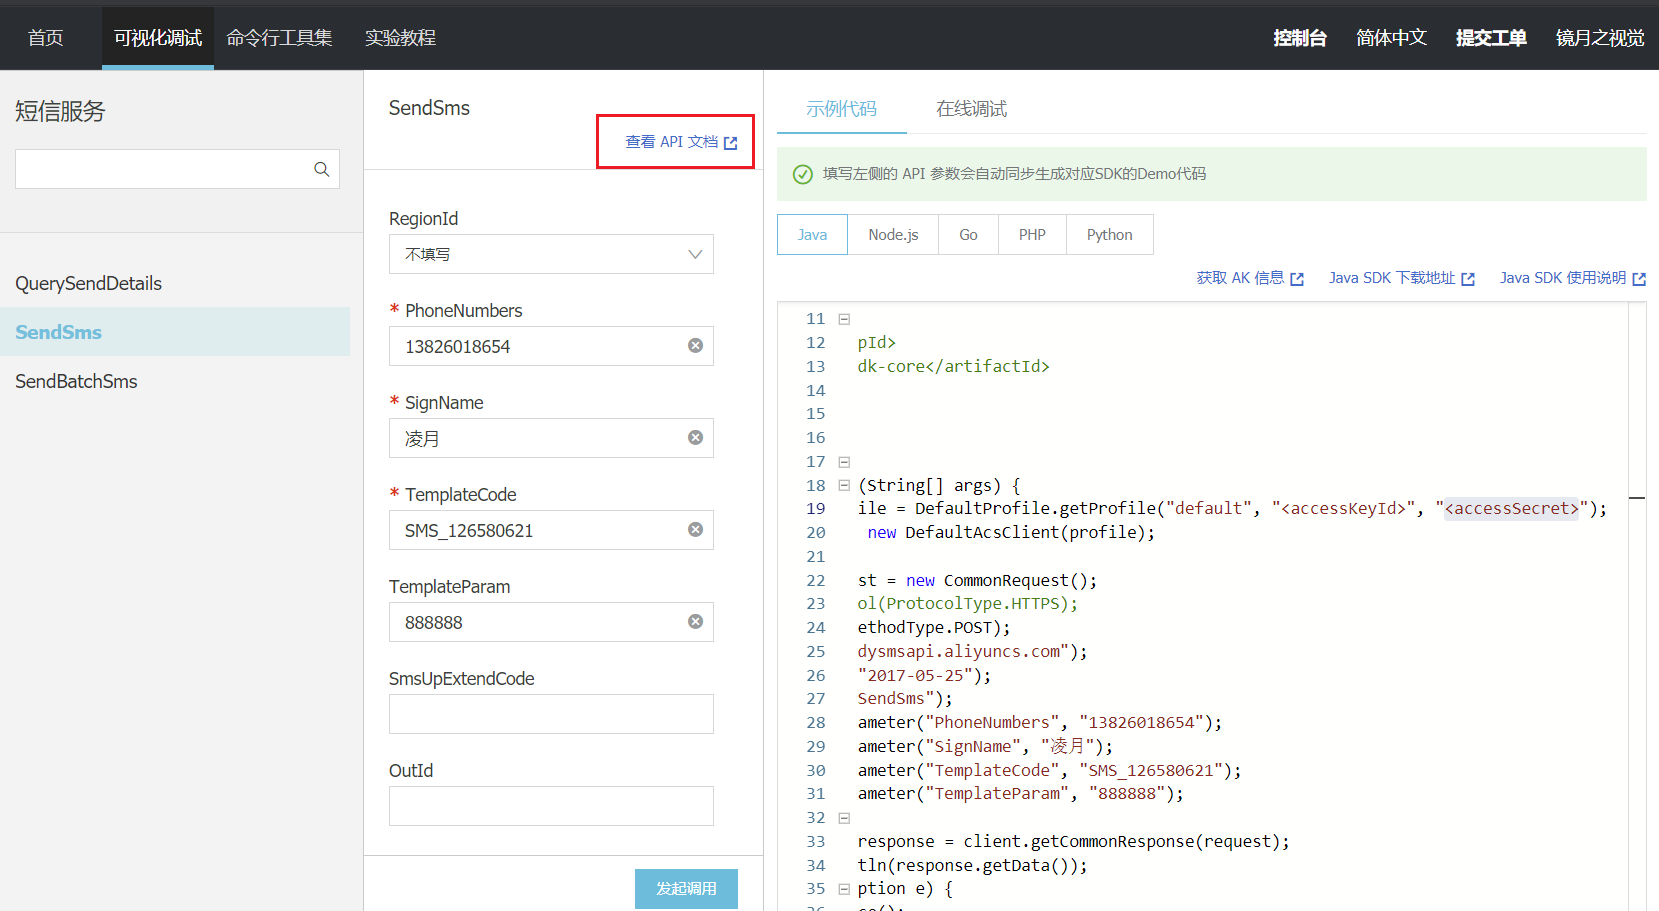 首页 可视化调试 命令行工具集 实验教程 控制台 简体中文 提交工单 镜月之视觉
短信服务
QuerySendDetails
SendSms
SendBatchSms
SendSms
查看 API 文档
RegionId
不填写
* PhoneNumbers
13826018654
* SignName
凌月
* TemplateCode
SMS_126580621
TemplateParam
888888
SmsUpExtendCode
OutId
发起调用
示例代码 在线调试
填写左侧的 API 参数会自动同步生成对应SDK的Demo代码
Java Node.js Go PHP Python
获取 AK 信息 Java SDK 下载地址 Java SDK 使用说明
11
12 pId>
13 dk-core</artifactId>
14
15
16
17
18 (String[] args) {
19 ile = DefaultProfile.getProfile("default", "<accessKeyId>", "<accessSecret>");
20 new DefaultAcsClient(profile);
21
22 st = new CommonRequest();
23 ol(ProtocolType.HTTPS);
24 ethodType.POST);
25 dysmsapi.aliyuncs.com");
26 "2017-05-25");
27 SendSms");
28 ameter("PhoneNumbers", "13826018654");
29 ameter("SignName", "凌月");
30 ameter("TemplateCode", "SMS_126580621");
31 ameter("TemplateParam", "888888");
32
33 response = client.getCommonResponse(request);
34 tln(response.getData());
35 ption e) {